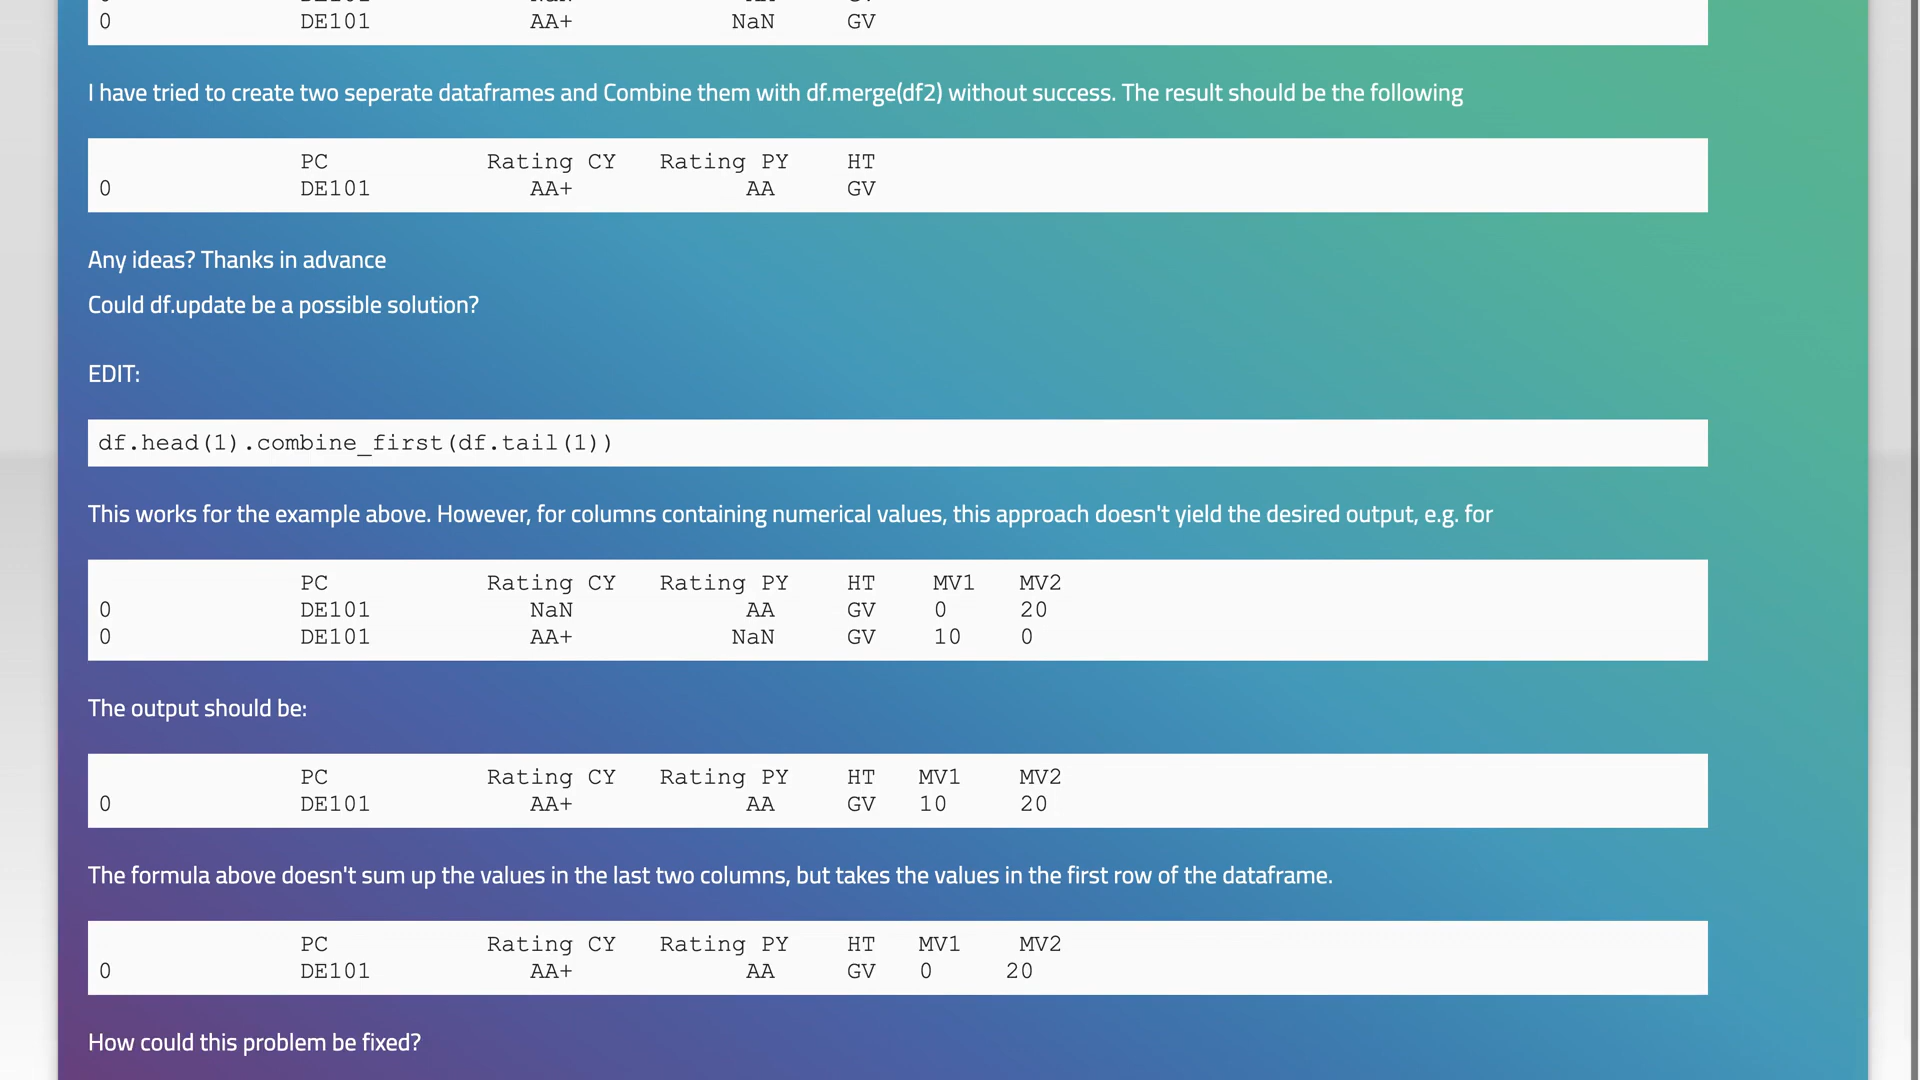 0 DE101 AA+ NaN GV
I have tried to create two seperate dataframes and Combine them with df.merge(df2) without success. The result should be the following
PC Rating CY Rating PY HT
0 DE101 AA+ AA GV
Any ideas? Thanks in advance
Could df.update be a possible solution?
EDIT:
df.head(1).combine_first(df.tail(1))
This works for the example above. However, for columns containing numerical values, this approach doesn't yield the desired output, e.g. for
PC Rating CY Rating PY HT MV1 MV2
0 DE101 NaN AA GV 0 20
0 DE101 AA+ NaN GV 10 0
The output should be:
PC Rating CY Rating PY HT MV1 MV2
0 DE101 AA+ AA GV 10 20
The formula above doesn't sum up the values in the last two columns, but takes the values in the first row of the dataframe.
PC Rating CY Rating PY HT MV1 MV2
0 DE101 AA+ AA GV 0 20
How could this problem be fixed?